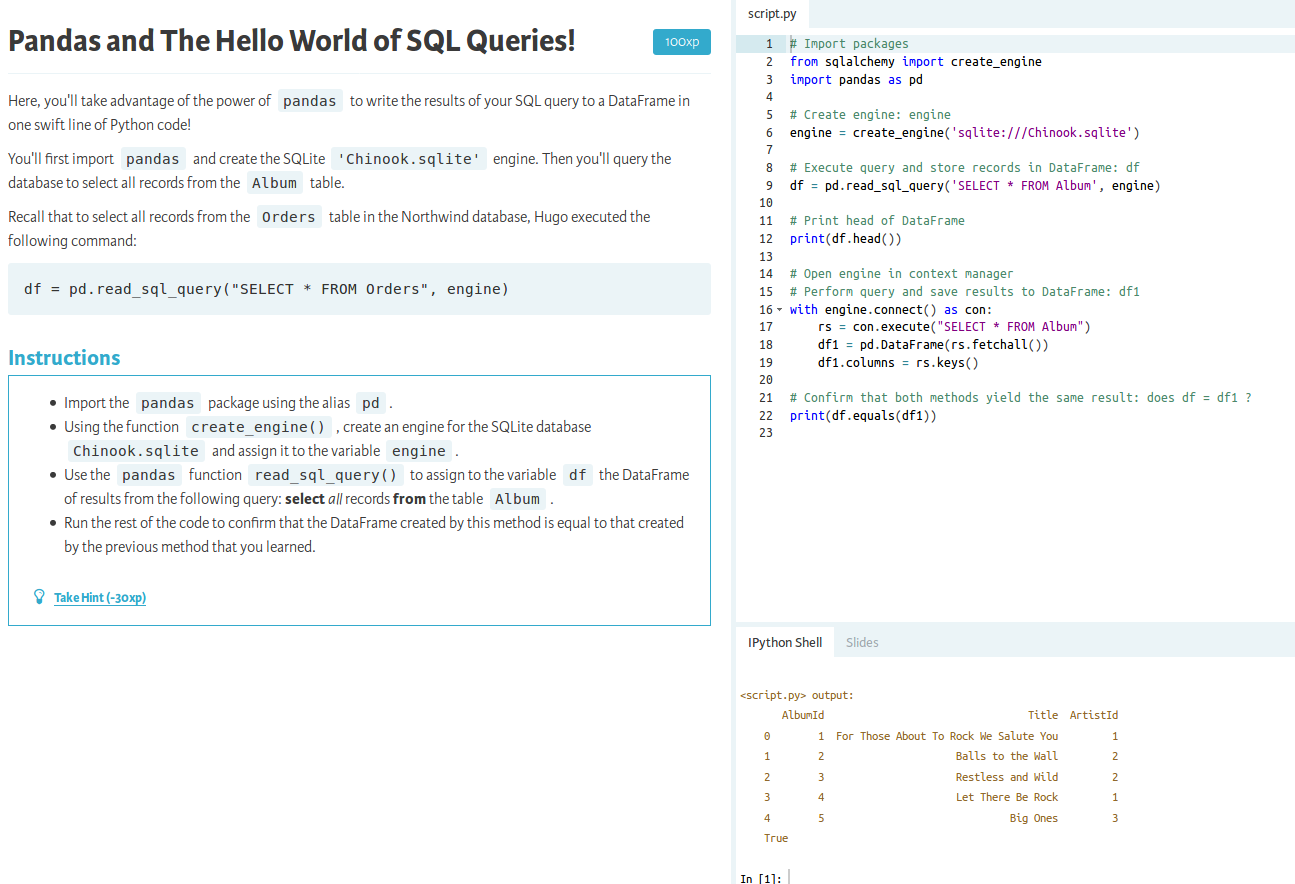 Pandas and The Hello World of SQL Queries!
100xp
Here, you'll take advantage of the power of pandas to write the results of your SQL query to a DataFrame in
one swift line of Python code!
You'll first import pandas and create the SQLite 'Chinook.sqlite' engine. Then you'll query the
database to select all records from the Album table.
Recall that to select all records from the Orders table in the Northwind database, Hugo executed the
following command:
df = pd.read_sql_query("SELECT * FROM Orders", engine)
Instructions
• Import the pandas package using the alias pd .
• Using the function create_engine() , create an engine for the SQLite database
Chinook.sqlite and assign it to the variable engine .
• Use the pandas function read_sql_query() to assign to the variable df the DataFrame
of results from the following query: select all records from the table Album .
• Run the rest of the code to confirm that the DataFrame created by this method is equal to that created
by the previous method that you learned.
Take Hint (-30xp)
script.py
1 # Import packages
2 from sqlalchemy import create_engine
3 import pandas as pd
4
5 # Create engine: engine
6 engine = create_engine('sqlite:///Chinook.sqlite')
7
8 # Execute query and store records in DataFrame: df
9 df = pd.read_sql_query('SELECT * FROM Album', engine)
10
11 # Print head of DataFrame
12 print(df.head())
13
14 # Open engine in context manager
15 # Perform query and save results to DataFrame: df1
16 with engine.connect() as con:
17     rs = con.execute("SELECT * FROM Album")
18     df1 = pd.DataFrame(rs.fetchall())
19     df1.columns = rs.keys()
20
21 # Confirm that both methods yield the same result: does df = df1 ?
22 print(df.equals(df1))
23
IPython Shell Slides
<script.py> output:
AlbumId Title ArtistId
0 1 For Those About To Rock We Salute You 1
1 2 Balls to the Wall 2
2 3 Restless and Wild 2
3 4 Let There Be Rock 1
4 5 Big Ones 3
True
In [1]: